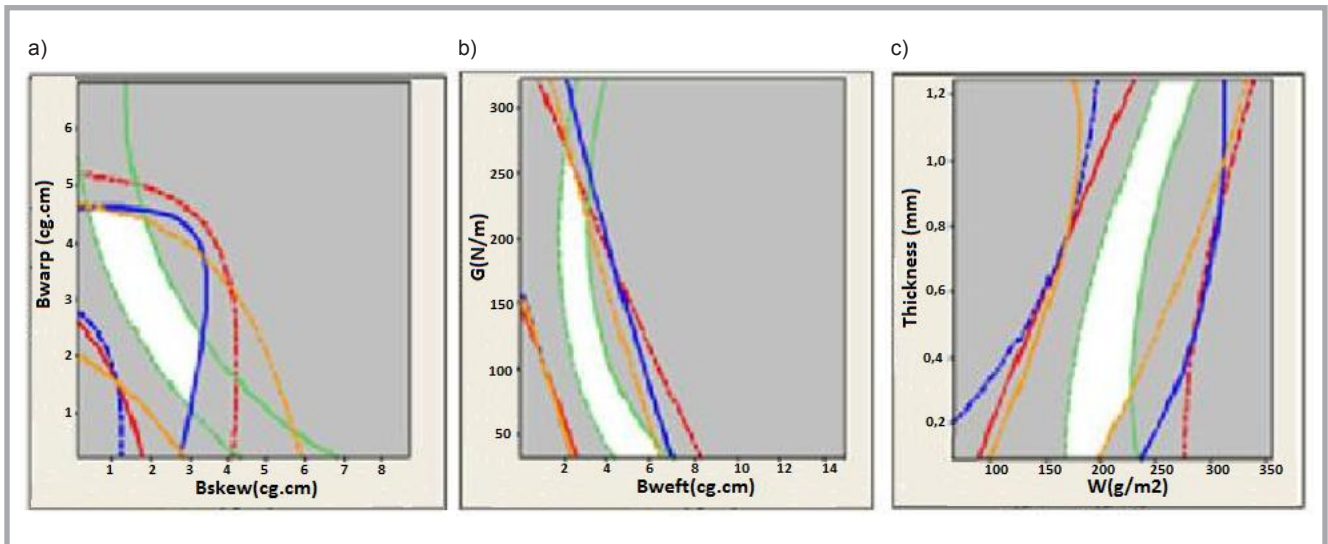 a)
b)
c)
Bwarp (cg.cm)
6
5
4
3
2
1
1 2 3 4 5 6 7 8
Bskew(cg.cm)
G(N/m)
300
250
200
150
100
50
2 4 6 8 10 12 14
Bweft(cg.cm)
Thickness (mm)
1,2
1,0
0,8
0,6
0,4
0,2
100 150 200 250 300 350
W(g/m2)